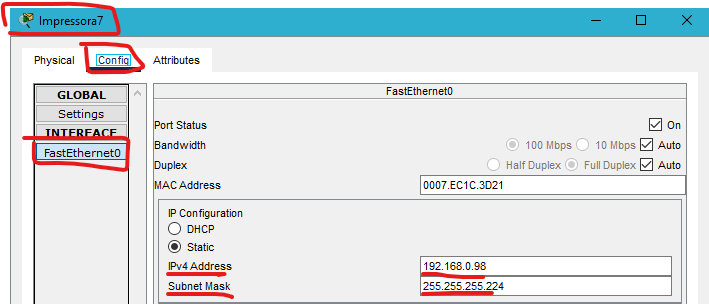 Impressora7
Physical Config Attributes
GLOBAL
Settings
INTERFACE
FastEthernet0
FastEthernet0
Port Status On
Bandwidth 100 Mbps 10 Mbps Auto
Duplex Half Duplex Full Duplex Auto
MAC Address 0007.EC1C.3D21
IP Configuration
DHCP
Static
IPv4 Address 192.168.0.98
Subnet Mask 255.255.255.224